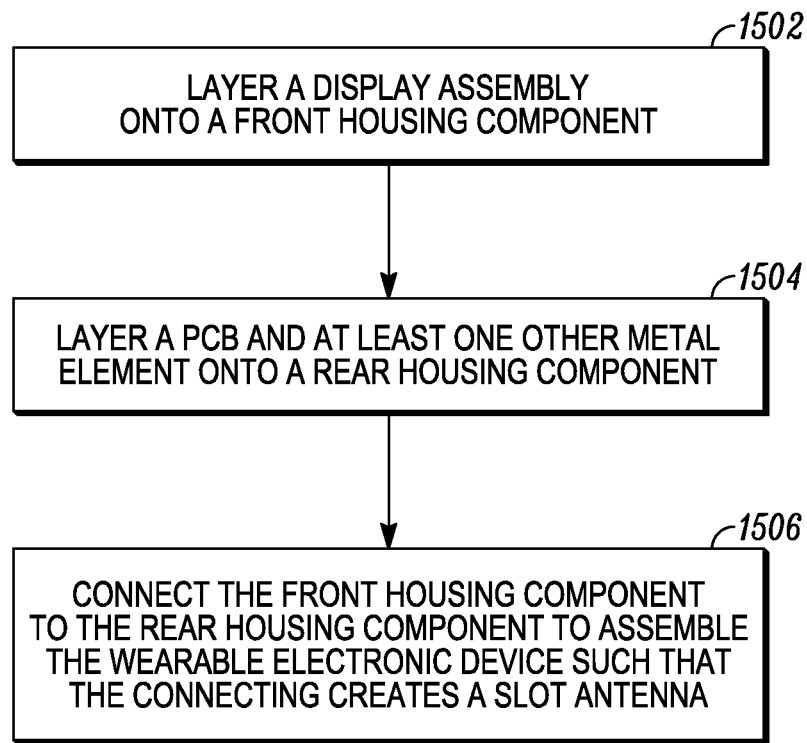 1502
LAYER A DISPLAY ASSEMBLY
ONTO A FRONT HOUSING COMPONENT
1504
LAYER A PCB AND AT LEAST ONE OTHER METAL
ELEMENT ONTO A REAR HOUSING COMPONENT
1506
CONNECT THE FRONT HOUSING COMPONENT
TO THE REAR HOUSING COMPONENT TO ASSEMBLE
THE WEARABLE ELECTRONIC DEVICE SUCH THAT
THE CONNECTING CREATES A SLOT ANTENNA